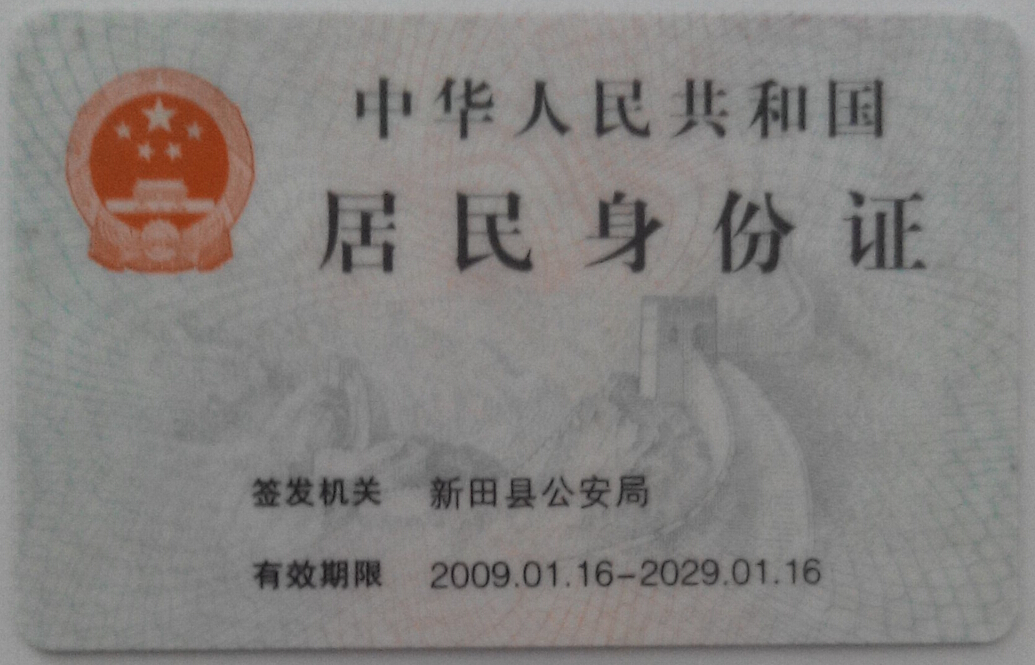 中华人民共和国
居民身份证
签发机关 新田县公安局
有效期限 2009.01.16-2029.01.16